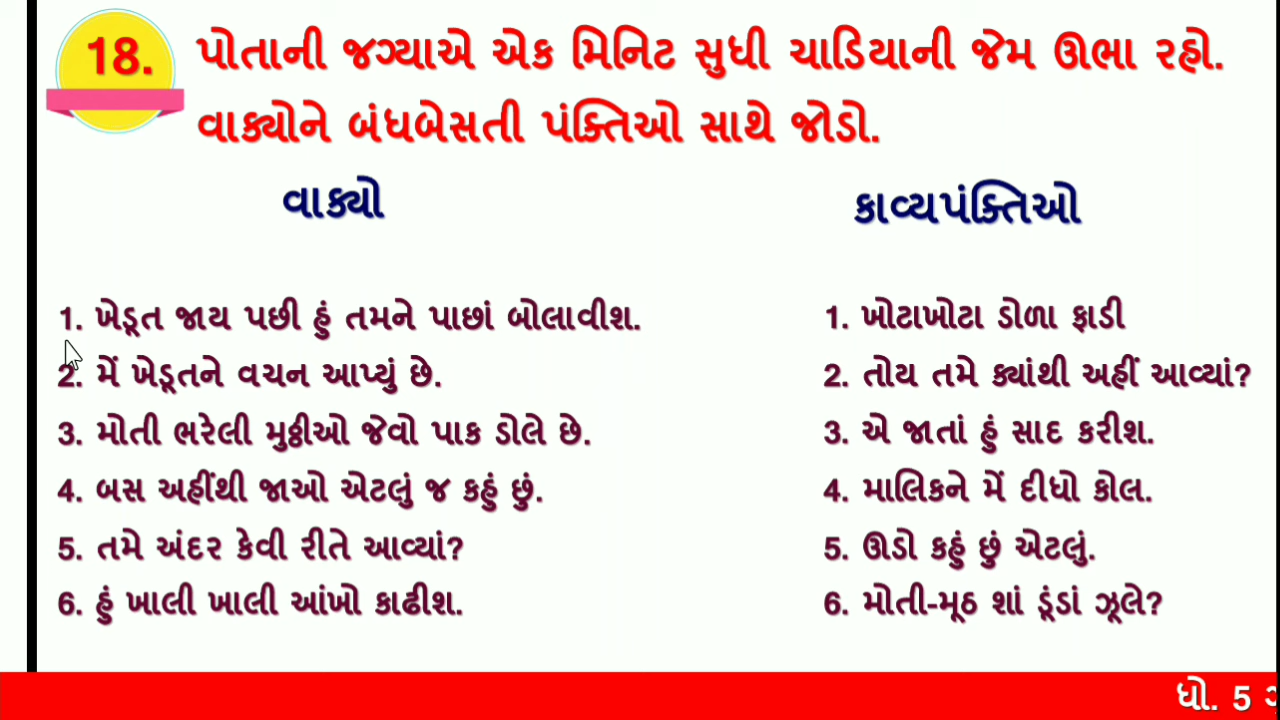 18. પોતાની જગ્યાએ એક મિનિટ સુધી ચાડિયાની જેમ ઊભા રહો.
વાક્યોને બંધબેસતી પંક્તિઓ સાથે જોડો.
વાક્યો
કાવ્યપંક્તિઓ
1. ખેડૂત જાય પછી હું તમને પાછાં બોલાવીશ.
2. મેં ખેડૂતને વચન આપ્યું છે.
3. મોતી ભરેલી મુઠ્ઠીઓ જેવો પાક ડોલે છે.
4. બસ અહીંથી જાઓ એટલું જ કહું છું.
5. તમે અંદર કેવી રીતે આવ્યાં?
6. હું ખાલી ખાલી આંખો કાઢીશ.
1. ખોટાખોટા ડોળા ફાડી
2. તોય તમે ક્યાંથી અહીં આવ્યાં?
3. એ જાતાં હું સાદ કરીશ.
4. માલિકને મેં દીધો કોલ.
5. ઊડો કહું છું એટલું.
6. મોતી-મૂઠ શાં ડૂંડાં ઝૂલે?
ધો. 5